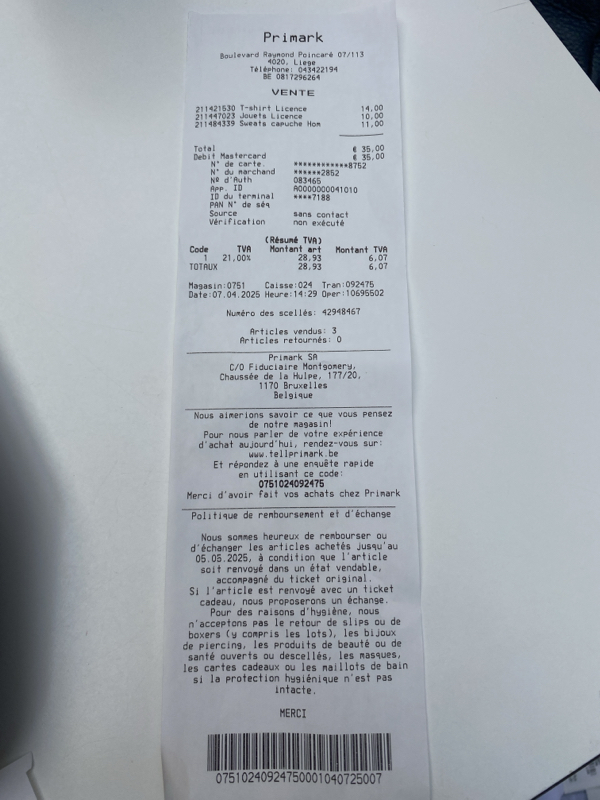 Primark
Boulevard Raymond Poincaré 07/113
4020, Liege
Téléphone: 043422194
BE 0817296264
VENTE
211421530 T-shirt Licence 14,00
211447023 Jouets Licence 10,00
211484339 Sweats capuche Hom 11,00
Total € 35,00
Debit Mastercard € 35,00
N° de carte. ************8752
N° du marchand ******2852
Nº d'Auth 083465
App. ID A0000000041010
ID du terminal ****7188
PAN N° de séq
Source sans contact
Vérification non exécuté
(Résumé TVA)
Code TVA Montant art Montant TVA
1 21,00% 28,93 6,07
TOTAUX 28,93 6,07
Magasin:0751 Caisse:024 Tran:092475
Date:07.04.2025 Heure:14:29 Oper:10695502
Numéro des scellés: 42948467
Articles vendus: 3
Articles retournés: 0
Primark SA
C/O Fiduciaire Montgomery,
Chaussée de la Hulpe, 177/20,
1170 Bruxelles
Belgique
Nous aimerions savoir ce que vous pensez
de notre magasin!
Pour nous parler de votre expérience
d'achat aujourd'hui, rendez-vous sur:
www.tellprimark.be
Et répondez à une enquête rapide
en utilisant ce code:
0751024092475
Merci d'avoir fait vos achats chez Primark
Politique de remboursement et d'échange
Nous sommes heureux de rembourser ou
d'échanger les articles achetés jusqu'au
05.05.2025, à condition que l'article
soit renvoyé dans un état vendable,
accompagné du ticket original.
Si l'article est renvoyé avec un ticket
cadeau, nous proposerons un échange.
Pour des raisons d'hygiène, nous
n'acceptons pas le retour de slips ou de
boxers (y compris les lots), les bijoux
de piercing, les produits de beauté ou de
santé ouverts ou descellés, les masques,
les cartes cadeaux ou les maillots de bain
si la protection hygiénique n'est pas
intacte.
MERCI
07510240924750001040725007